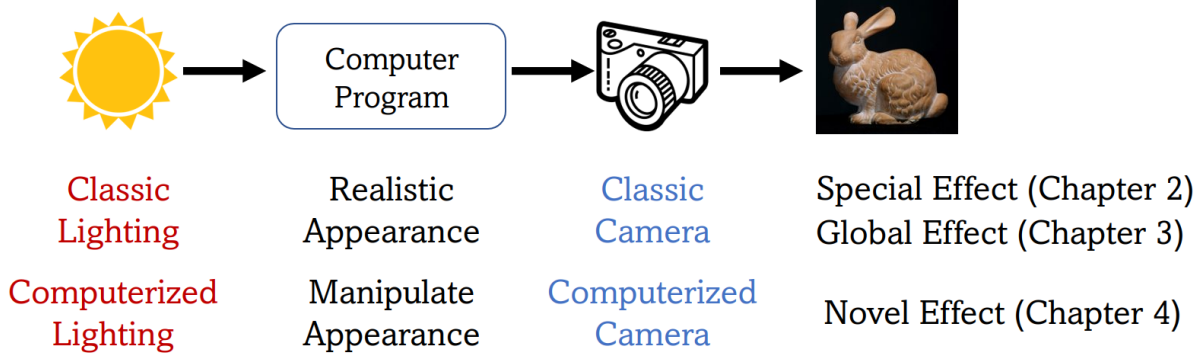 Computer
Program
Classic
Lighting
Realistic
Appearance
Classic
Camera
Special Effect (Chapter 2)
Global Effect (Chapter 3)
Computerized
Lighting
Manipulate
Appearance
Computerized
Camera
Novel Effect (Chapter 4)